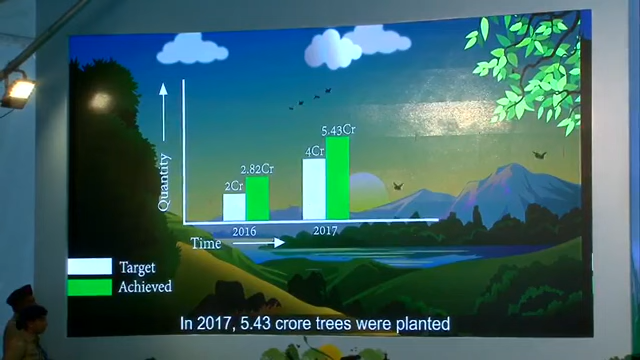 5.43Cr
4Cr
2.82Cr
2Cr
Quantity
2016
2017
Time
Target
Achieved
In 2017, 5.43 crore trees were planted